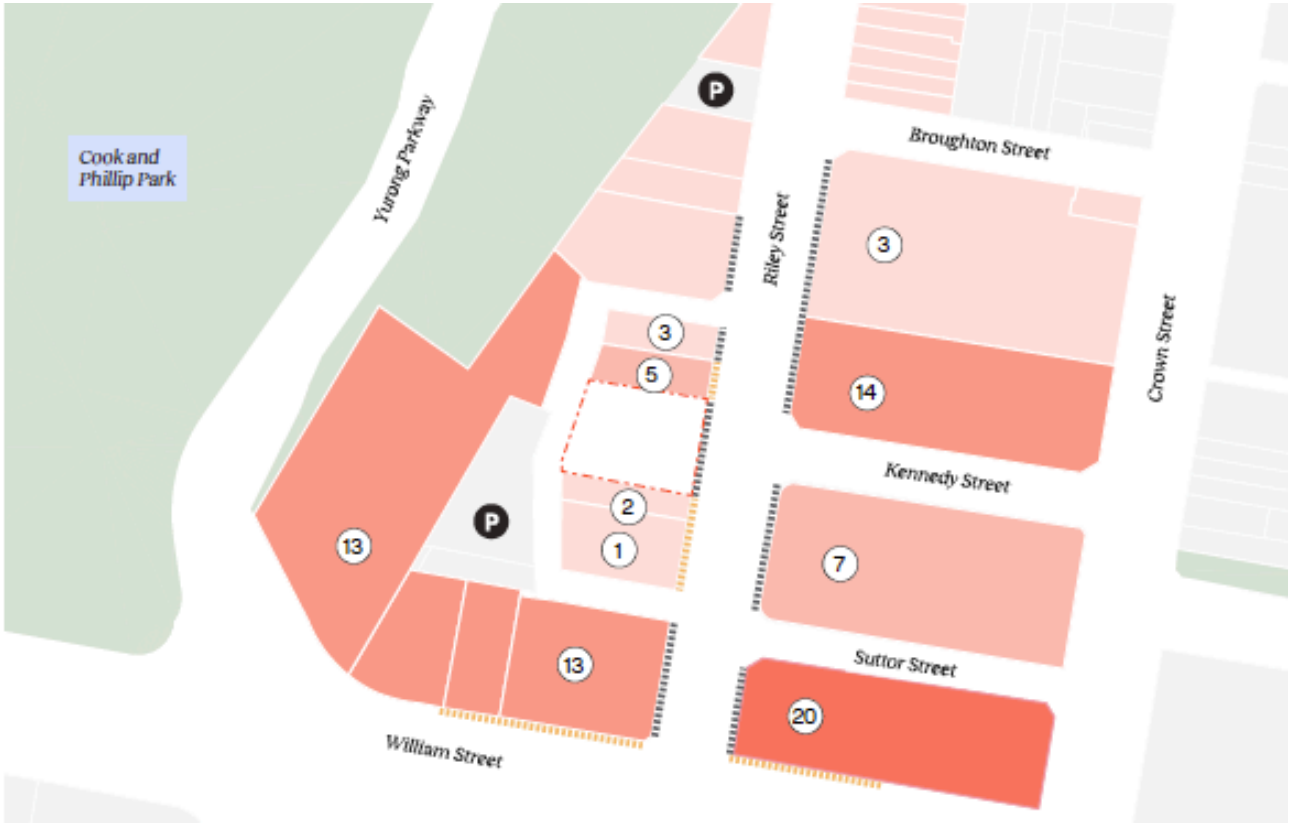 P
Broughton Street
Cook and
Phillip Park
Yurong Parkway
Riley Street
3
3
5
14
Crown Street
Kennedy Street
2
P
1
13
7
13
Suttor Street
20
William Street